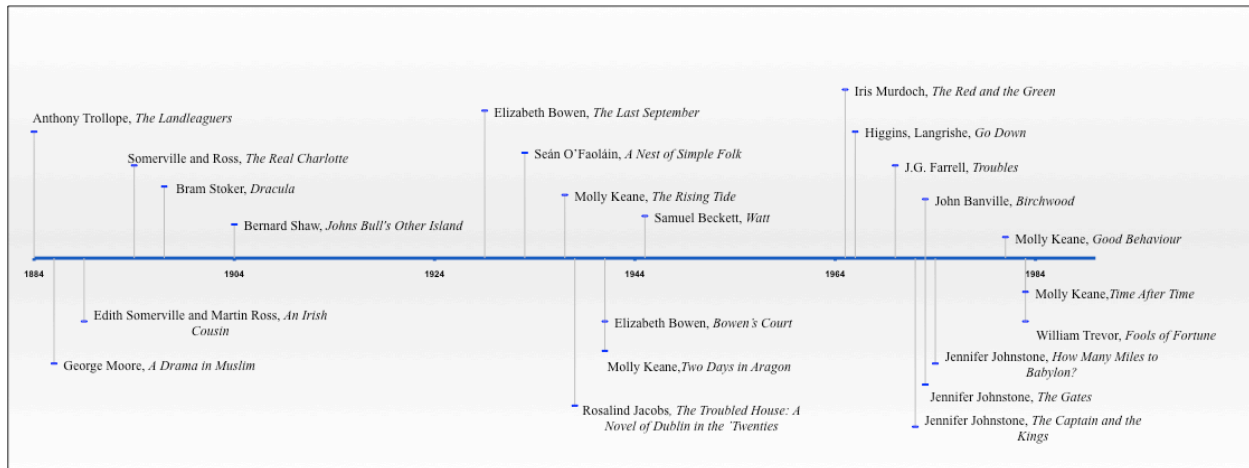 Iris Murdoch, The Red and the Green
Elizabeth Bowen, The Last September
Anthony Trollope, The Landleaguers
Higgins, Langrishe, Go Down
Somerville and Ross, The Real Charlotte
Seán O’Faoláin, A Nest of Simple Folk
J.G. Farrell, Troubles
Bram Stoker, Dracula
Molly Keane, The Rising Tide
John Banville, Birchwood
Samuel Beckett, Watt
Bernard Shaw, Johns Bull's Other Island
Molly Keane, Good Behaviour
1884 1904 1924 1944 1964 1984
Molly Keane,Time After Time
Edith Somerville and Martin Ross, An Irish
Cousin
Elizabeth Bowen, Bowen’s Court
William Trevor, Fools of Fortune
George Moore, A Drama in Muslim
Molly Keane,Two Days in Aragon
Jennifer Johnstone, How Many Miles to
Babylon?
Jennifer Johnstone, The Gates
Rosalind Jacobs, The Troubled House: A
Novel of Dublin in the ‘Twenties
Jennifer Johnstone, The Captain and the
Kings